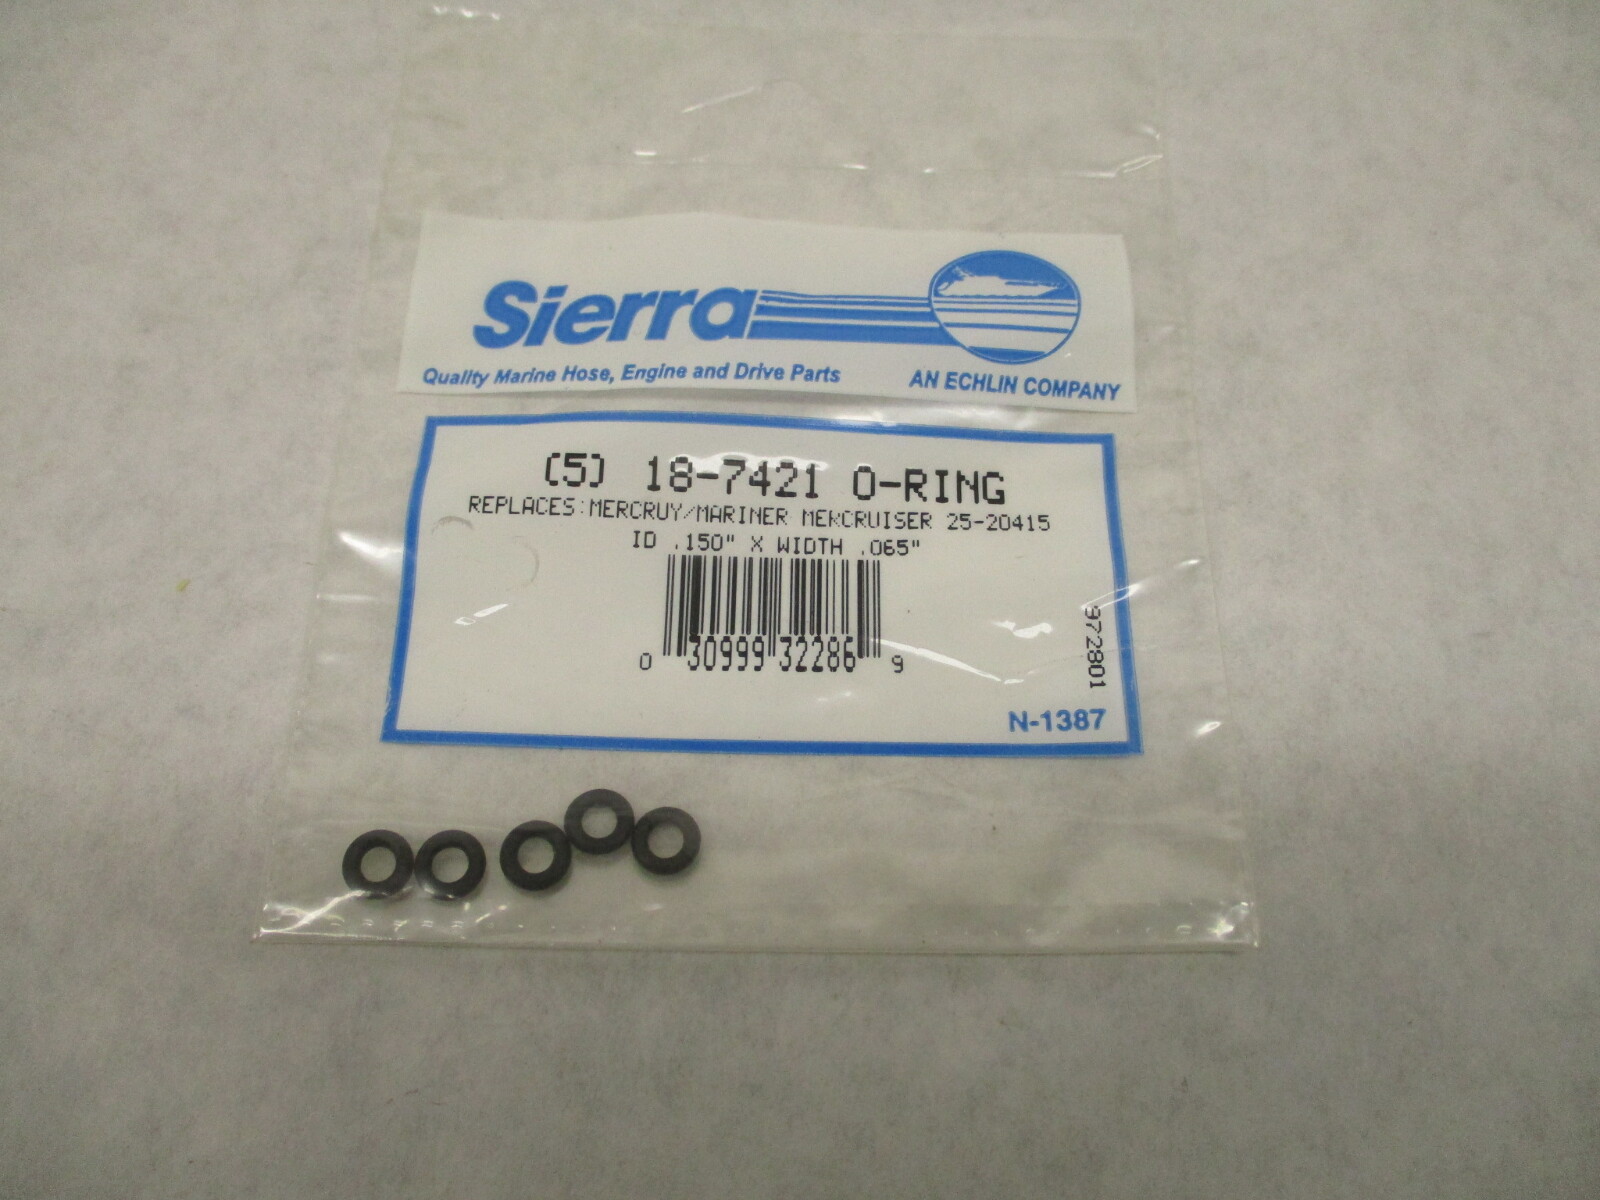 Sierra
Quality Marine Hose, Engine and Drive Parts
AN ECHLIN COMPANY
(5) 18-7421 O-RING
REPLACES:MERCRUY/MARINER MERCRUISER 25-20415
ID .150" X WIDTH .065"
0 30999 32286 9
972801
N-1387